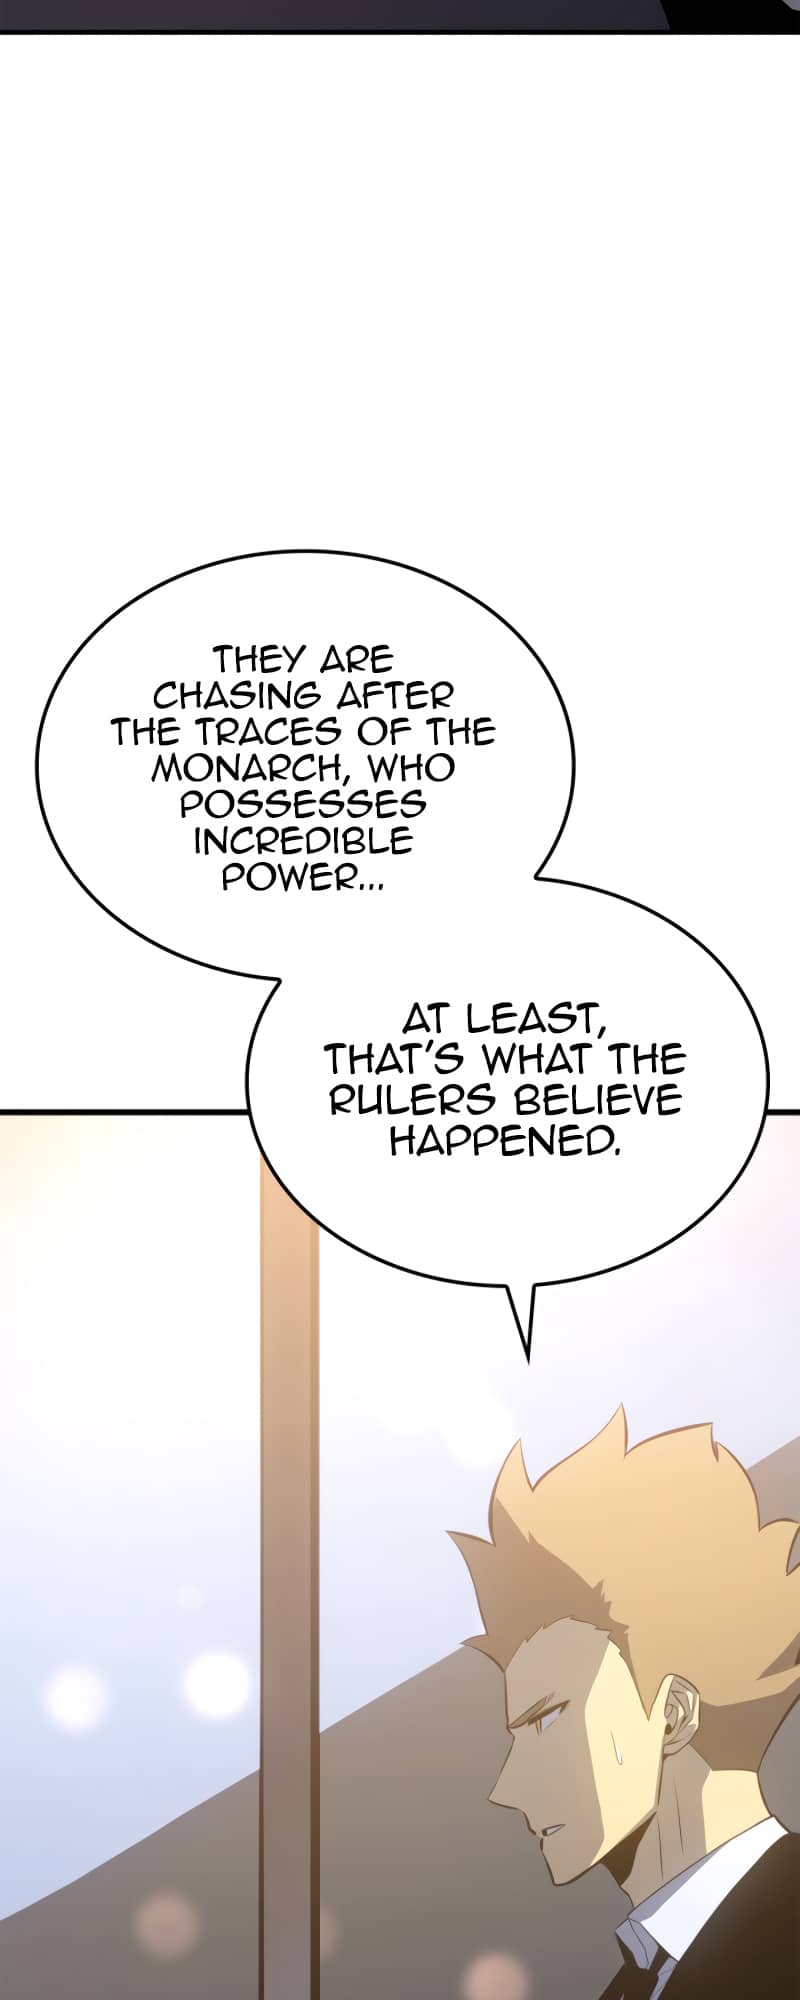 THEY ARE
CHASING AFTER
THE TRACES OF THE
MONARCH, WHO
POSSESSES
INCREDIBLE
POWER...
AT LEAST,
THAT'S WHAT THE
RULERS BELIEVE
HAPPENED.